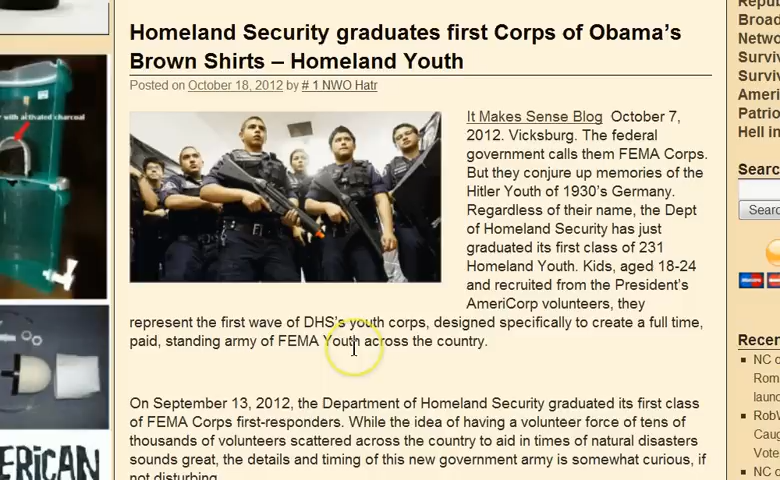 Homeland Security graduates first Corps of Obama's
Brown Shirts – Homeland Youth
Posted on October 18, 2012 by # 1 NWO Hatr
It Makes Sense Blog  October 7,
2012. Vicksburg. The federal
government calls them FEMA Corps.
But they conjure up memories of the
Hitler Youth of 1930's Germany.
Regardless of their name, the Dept
of Homeland Security has just
graduated its first class of 231
Homeland Youth. Kids, aged 18-24
and recruited from the President's
AmeriCorp volunteers, they
represent the first wave of DHS's youth corps, designed specifically to create a full time,
paid, standing army of FEMA Youth across the country.
On September 13, 2012, the Department of Homeland Security graduated its first class
of FEMA Corps first-responders. While the idea of having a volunteer force of tens of
thousands of volunteers scattered across the country to aid in times of natural disasters
sounds great, the details and timing of this new government army is somewhat curious, if
not disturbing.
with activated charcoal
ERICAN
Repu
Broad
Netwo
Surviv
Surviv
Ameri
Patrio
Hell in
Searc
Searc
Recen
NC o
Rom
laund
RobW
Caug
Vote
NC o